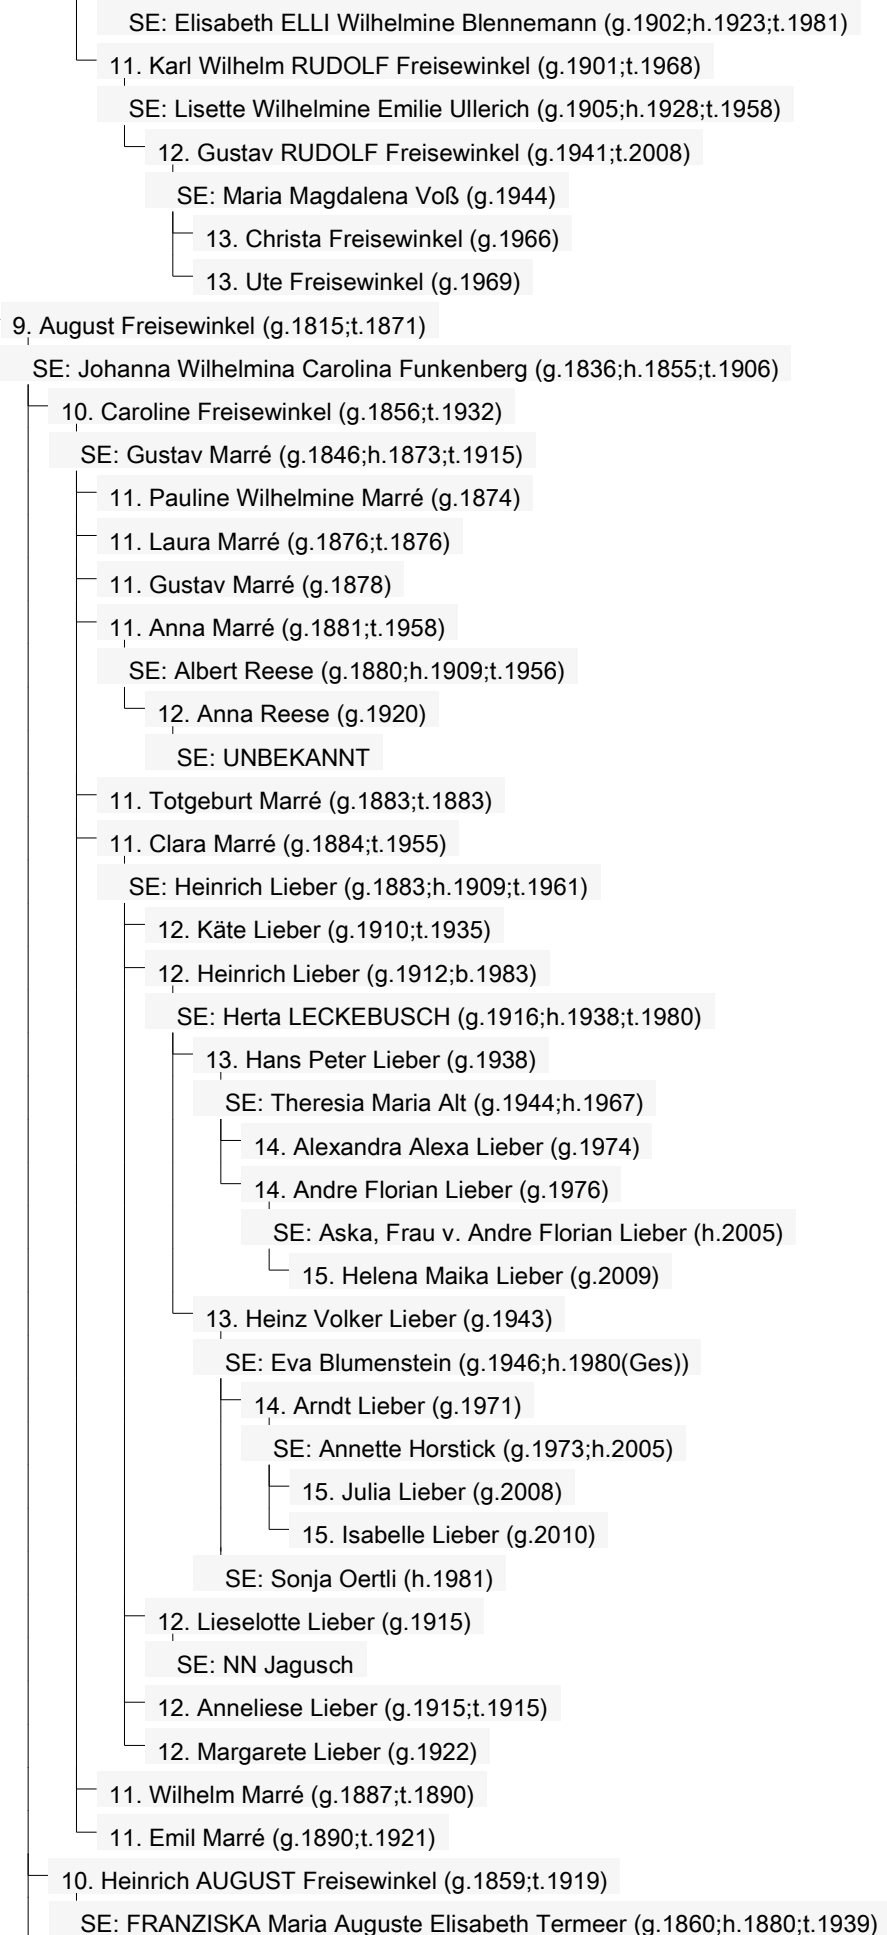 SE: Elisabeth ELLI Wilhelmine Blennemann (g.1902;h.1923;t.1981)
11. Karl Wilhelm RUDOLF Freisewinkel (g.1901;t.1968)
SE: Lisette Wilhelmine Emilie Ullerich (g.1905;h.1928;t.1958)
12. Gustav RUDOLF Freisewinkel (g.1941;t.2008)
SE: Maria Magdalena Voß (g.1944)
13. Christa Freisewinkel (g.1966)
13. Ute Freisewinkel (g.1969)
9. August Freisewinkel (g.1815;t.1871)
SE: Johanna Wilhelmina Carolina Funkenberg (g.1836;h.1855;t.1906)
10. Caroline Freisewinkel (g.1856;t.1932)
SE: Gustav Marré (g.1846;h.1873;t.1915)
11. Pauline Wilhelmine Marré (g.1874)
11. Laura Marré (g.1876;t.1876)
11. Gustav Marré (g.1878)
11. Anna Marré (g.1881;t.1958)
SE: Albert Reese (g.1880;h.1909;t.1956)
12. Anna Reese (g.1920)
SE: UNBEKANNT
11. Totgeburt Marré (g.1883;t.1883)
11. Clara Marré (g.1884;t.1955)
SE: Heinrich Lieber (g.1883;h.1909;t.1961)
12. Käte Lieber (g.1910;t.1935)
12. Heinrich Lieber (g.1912;b.1983)
SE: Herta LECKEBUSCH (g.1916;h.1938;t.1980)
13. Hans Peter Lieber (g.1938)
SE: Theresia Maria Alt (g.1944;h.1967)
14. Alexandra Alexa Lieber (g.1974)
14. Andre Florian Lieber (g.1976)
SE: Aska, Frau v. Andre Florian Lieber (h.2005)
15. Helena Maika Lieber (g.2009)
13. Heinz Volker Lieber (g.1943)
SE: Eva Blumenstein (g.1946;h.1980(Ges))
14. Arndt Lieber (g.1971)
SE: Annette Horstick (g.1973;h.2005)
15. Julia Lieber (g.2008)
15. Isabelle Lieber (g.2010)
SE: Sonja Oertli (h.1981)
12. Lieselotte Lieber (g.1915)
SE: NN Jagusch
12. Anneliese Lieber (g.1915;t.1915)
12. Margarete Lieber (g.1922)
11. Wilhelm Marré (g.1887;t.1890)
11. Emil Marré (g.1890;t.1921)
10. Heinrich AUGUST Freisewinkel (g.1859;t.1919)
SE: FRANZISKA Maria Auguste Elisabeth Termeer (g.1860;h.1880;t.1939)